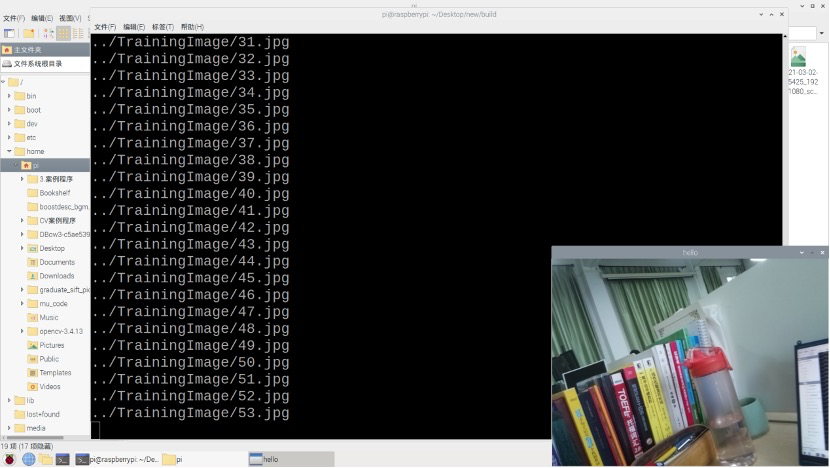 pi
pi@raspberrypi: ~/Desktop/new/build
文件(F) 编辑(E) 视图(V)
文件(F) 编辑(E) 标签(T) 帮助(H)
主文件夹
文件系统根目录
/
bin
boot
dev
etc
home
pi
3 案例程序
Bookshelf
boostdesc_bgm.
CV案例程序
DBow3-c5ae539
Desktop
Documents
Downloads
graduate_sift_pic
mu_code
Music
opencv-3.4.13
Pictures
Public
Templates
Videos
lib
lost+found
media
../TrainingImage/31.jpg
../TrainingImage/32.jpg
../TrainingImage/33.jpg
../TrainingImage/34.jpg
../TrainingImage/35.jpg
../TrainingImage/36.jpg
../TrainingImage/37.jpg
../TrainingImage/38.jpg
../TrainingImage/39.jpg
../TrainingImage/40.jpg
../TrainingImage/41.jpg
../TrainingImage/42.jpg
../TrainingImage/43.jpg
../TrainingImage/44.jpg
../TrainingImage/45.jpg
../TrainingImage/46.jpg
../TrainingImage/47.jpg
../TrainingImage/48.jpg
../TrainingImage/49.jpg
../TrainingImage/50.jpg
../TrainingImage/51.jpg
../TrainingImage/52.jpg
../TrainingImage/53.jpg
21-03-02-
5425_192
080_sc...
hello
TOEFL
19 项 (17 项隐藏)
pi@raspberrypi: ~/De...
pi
hello